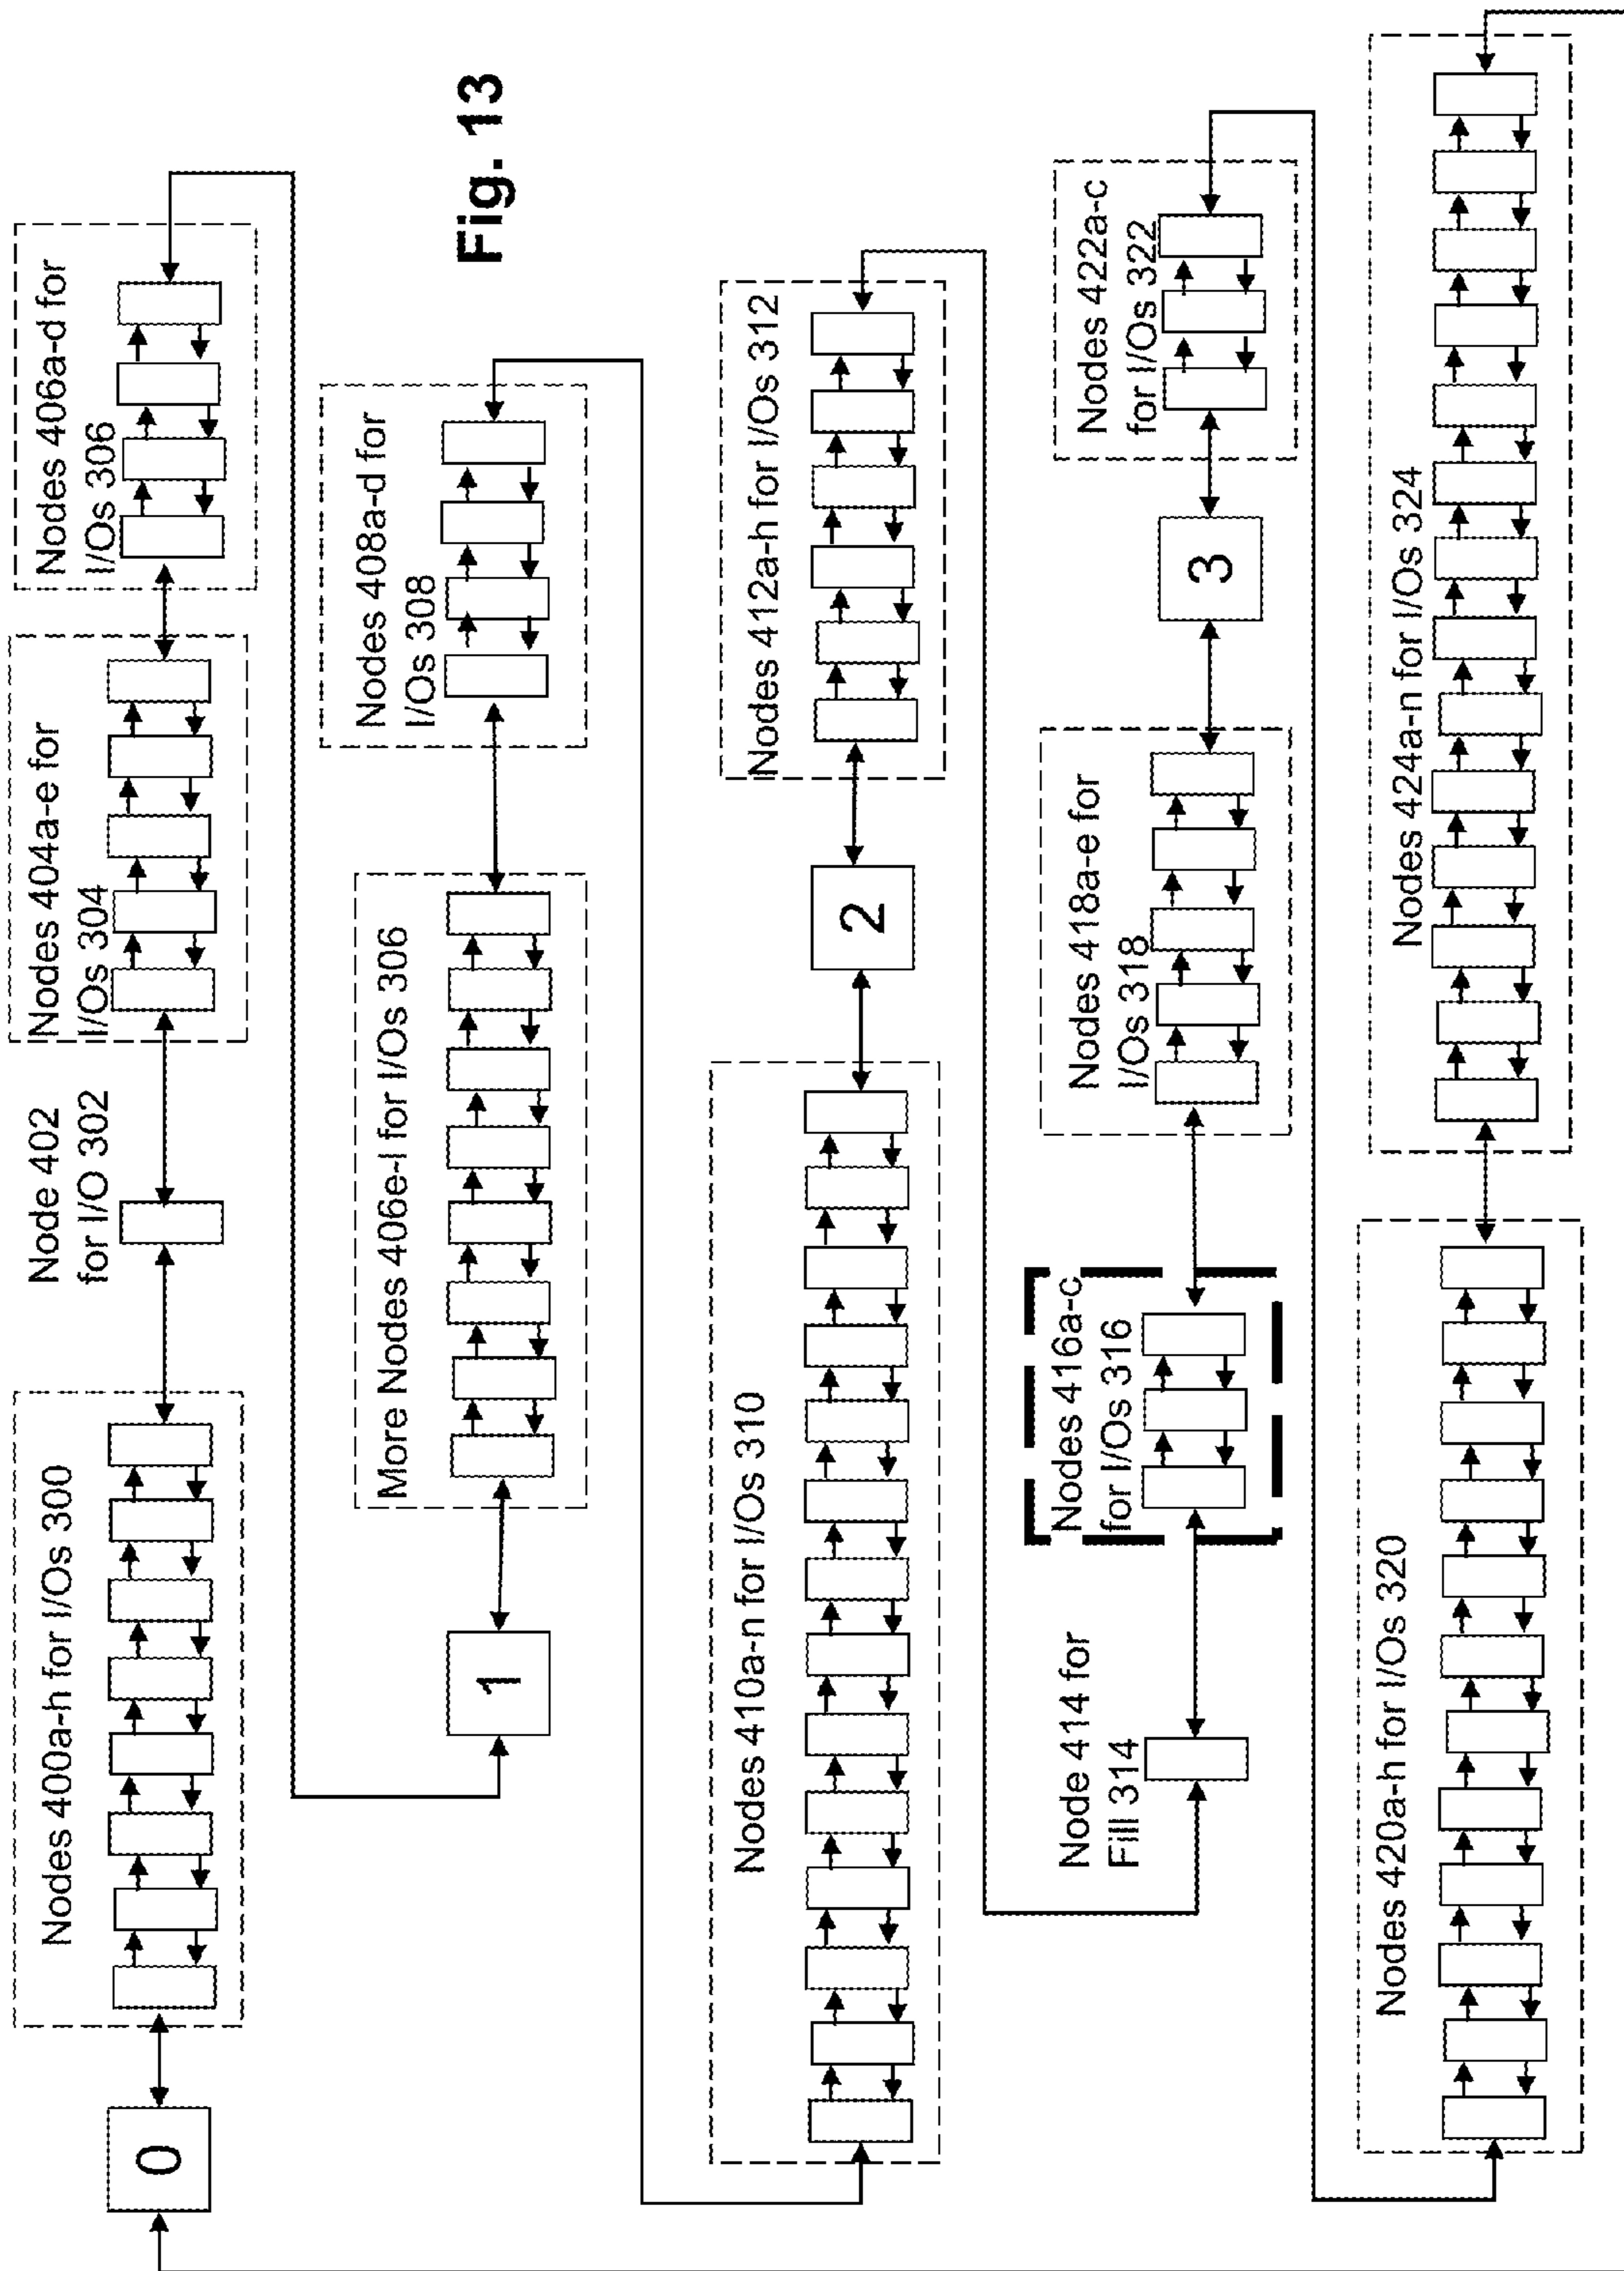 0
Nodes 400a-h for I/Os 300
Node 402
for I/O 302
Nodes 404a-e for
I/Os 304
Nodes 406a-d for
I/Os 306
1
More Nodes 406e-l for I/Os 306
Nodes 408a-d for
I/Os 308
Fig. 13
Nodes 410a-n for I/Os 310
2
Nodes 412a-h for I/Os 312
Node 414 for
Fill 314
Nodes 416a-c
for I/Os 316
Nodes 418a-e for
I/Os 318
3
Nodes 422a-c
for I/Os 322
Nodes 420a-h for I/Os 320
Nodes 424a-n for I/Os 324